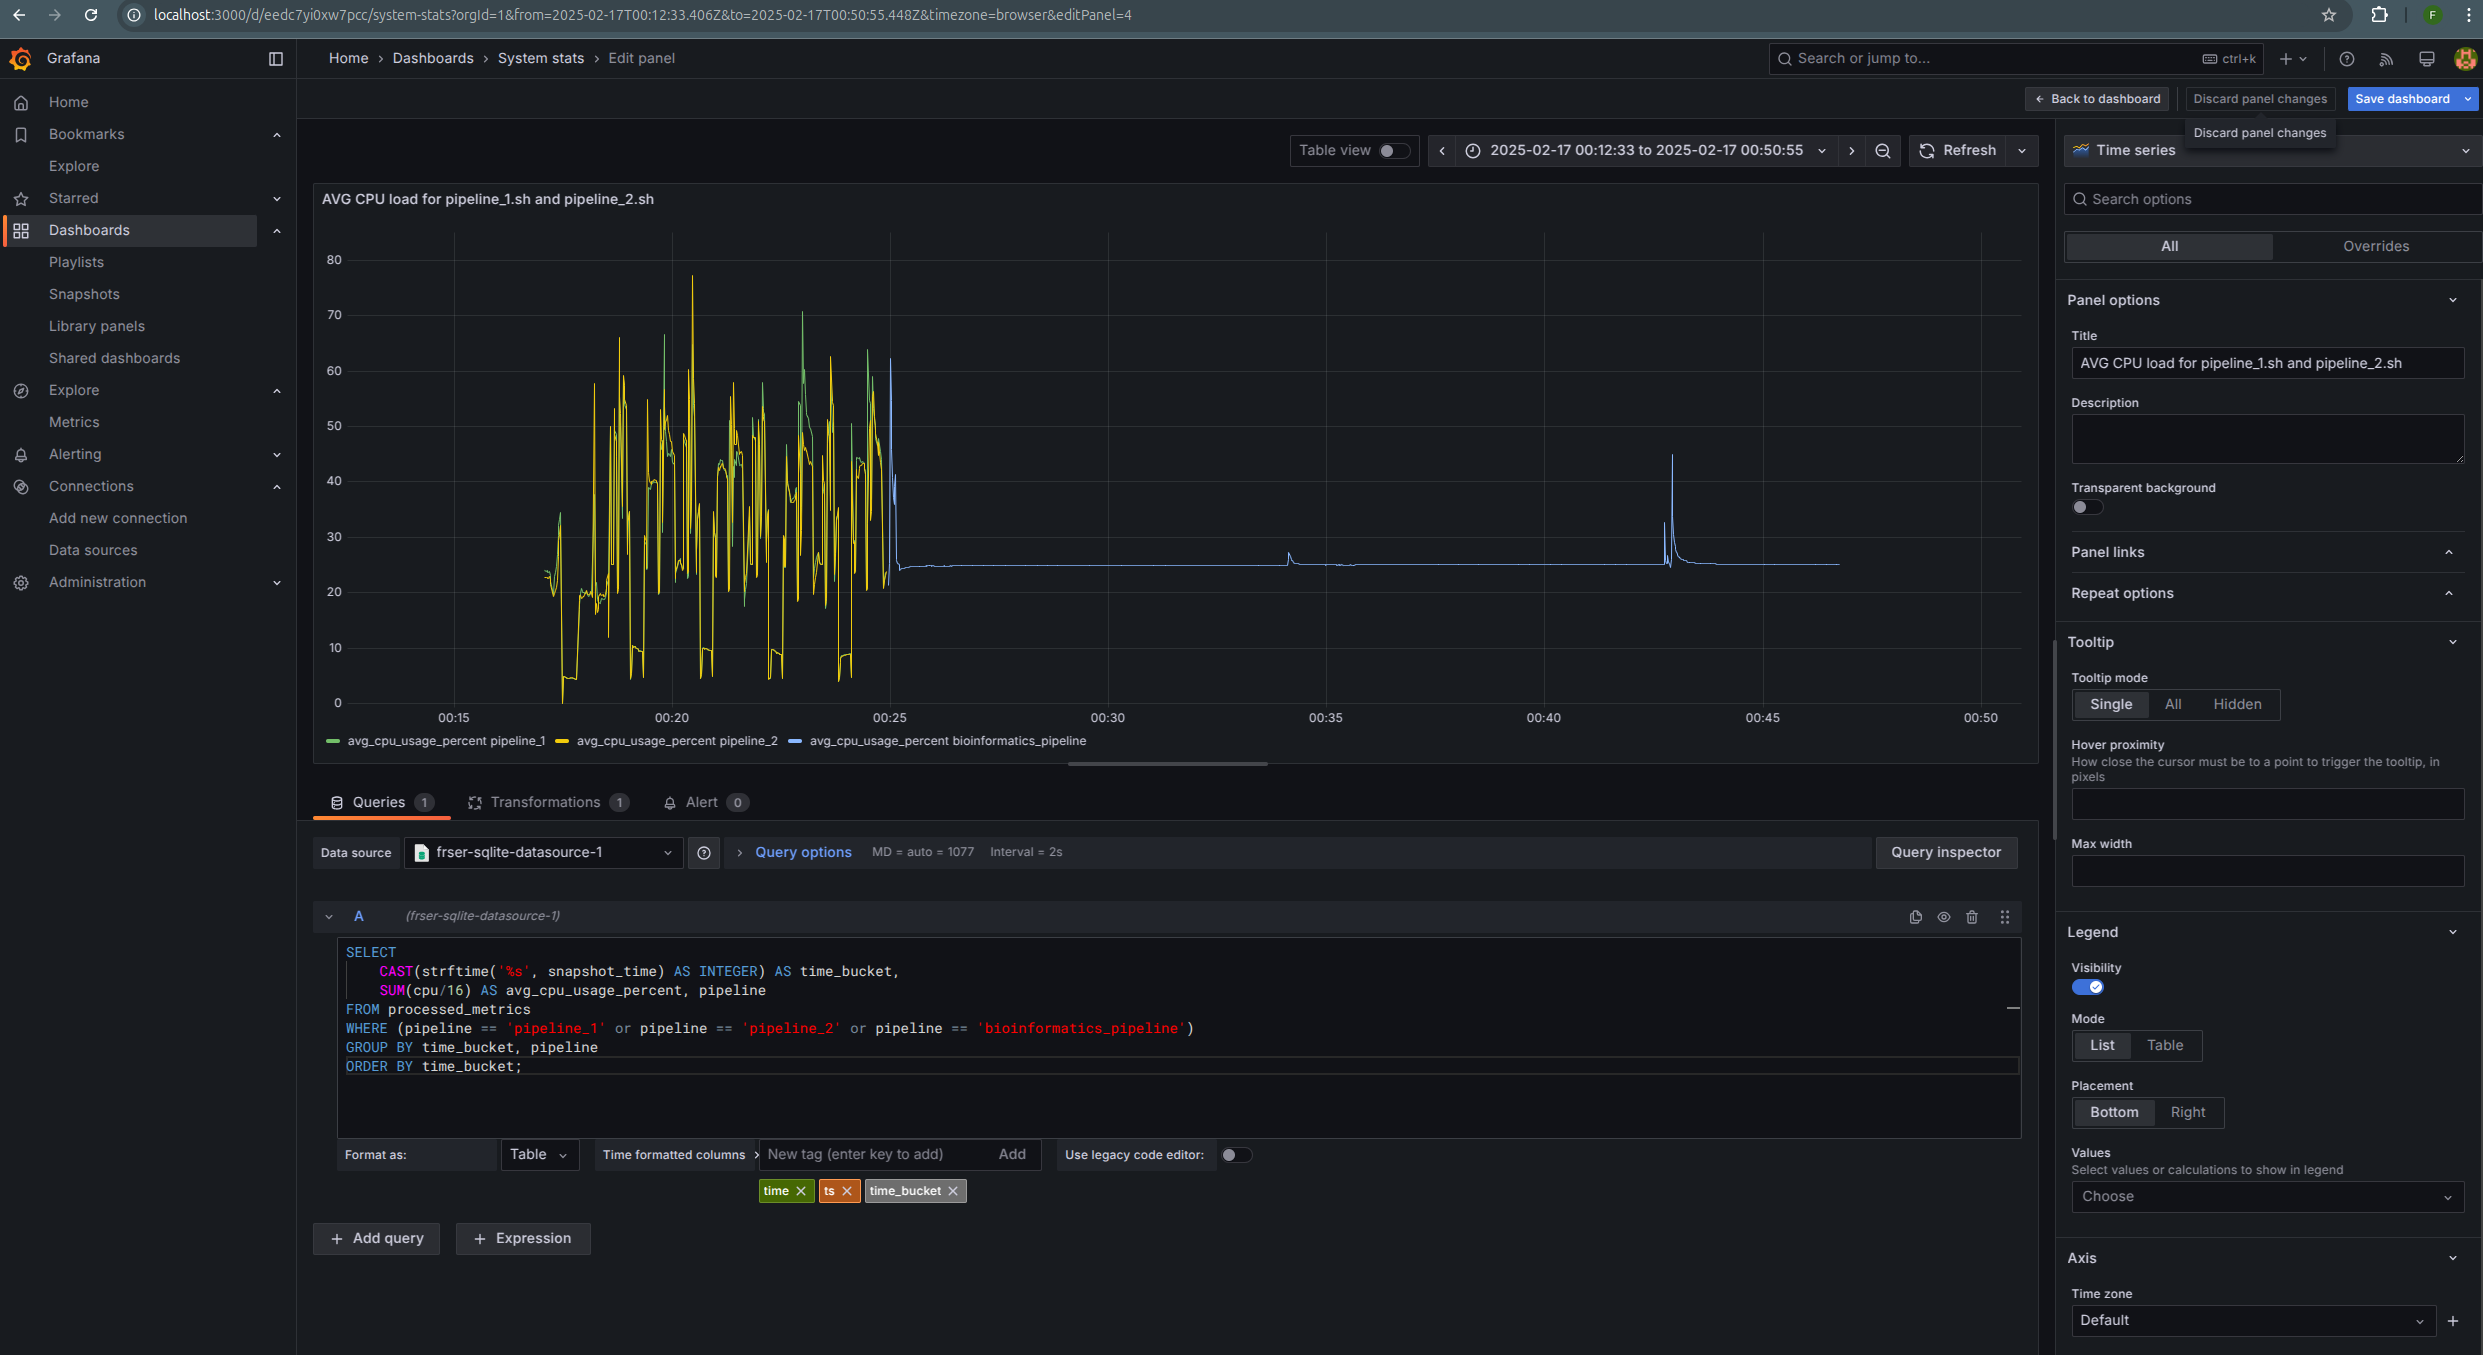 localhost:3000/d/eedc7yi0xw7pcc/system-stats?orgId=1&from=2025-02-17T00:12:33.406Z&to=2025-02-17T00:50:55.448Z&timezone=browser&editPanel=4
F
Grafana
Home › Dashboards › System stats › Edit panel
Search or jump to...
ctrl+k
Home
Bookmarks
Explore
Starred
Dashboards
Playlists
Snapshots
Library panels
Shared dashboards
Explore
Metrics
Alerting
Connections
Add new connection
Data sources
Administration
Back to dashboard
Discard panel changes
Save dashboard
Discard panel changes
Table view
2025-02-17 00:12:33 to 2025-02-17 00:50:55
Refresh
AVG CPU load for pipeline_1.sh and pipeline_2.sh
80
70
60
50
40
30
20
10
0
00:15 00:20 00:25 00:30 00:35 00:40 00:45 00:50
avg_cpu_usage_percent pipeline_1 avg_cpu_usage_percent pipeline_2 avg_cpu_usage_percent bioinformatics_pipeline
Queries 1 Transformations 1 Alert 0
Data source frser-sqlite-datasource-1 Query options MD = auto = 1077 Interval = 2s Query inspector
A (frser-sqlite-datasource-1)
SELECT
CAST(strftime('%s', snapshot_time) AS INTEGER) AS time_bucket,
SUM(cpu/16) AS avg_cpu_usage_percent, pipeline
FROM processed_metrics
WHERE (pipeline == 'pipeline_1' or pipeline == 'pipeline_2' or pipeline == 'bioinformatics_pipeline')
GROUP BY time_bucket, pipeline
ORDER BY time_bucket;
Format as: Table Time formatted columns New tag (enter key to add) Add Use legacy code editor:
time ts time_bucket
+ Add query + Expression
Time series
Search options
All Overrides
Panel options
Title
AVG CPU load for pipeline_1.sh and pipeline_2.sh
Description
Transparent background
Panel links
Repeat options
Tooltip
Tooltip mode
Single All Hidden
Hover proximity
How close the cursor must be to a point to trigger the tooltip, in
pixels
Max width
Legend
Visibility
Mode
List Table
Placement
Bottom Right
Values
Select values or calculations to show in legend
Choose
Axis
Time zone
Default